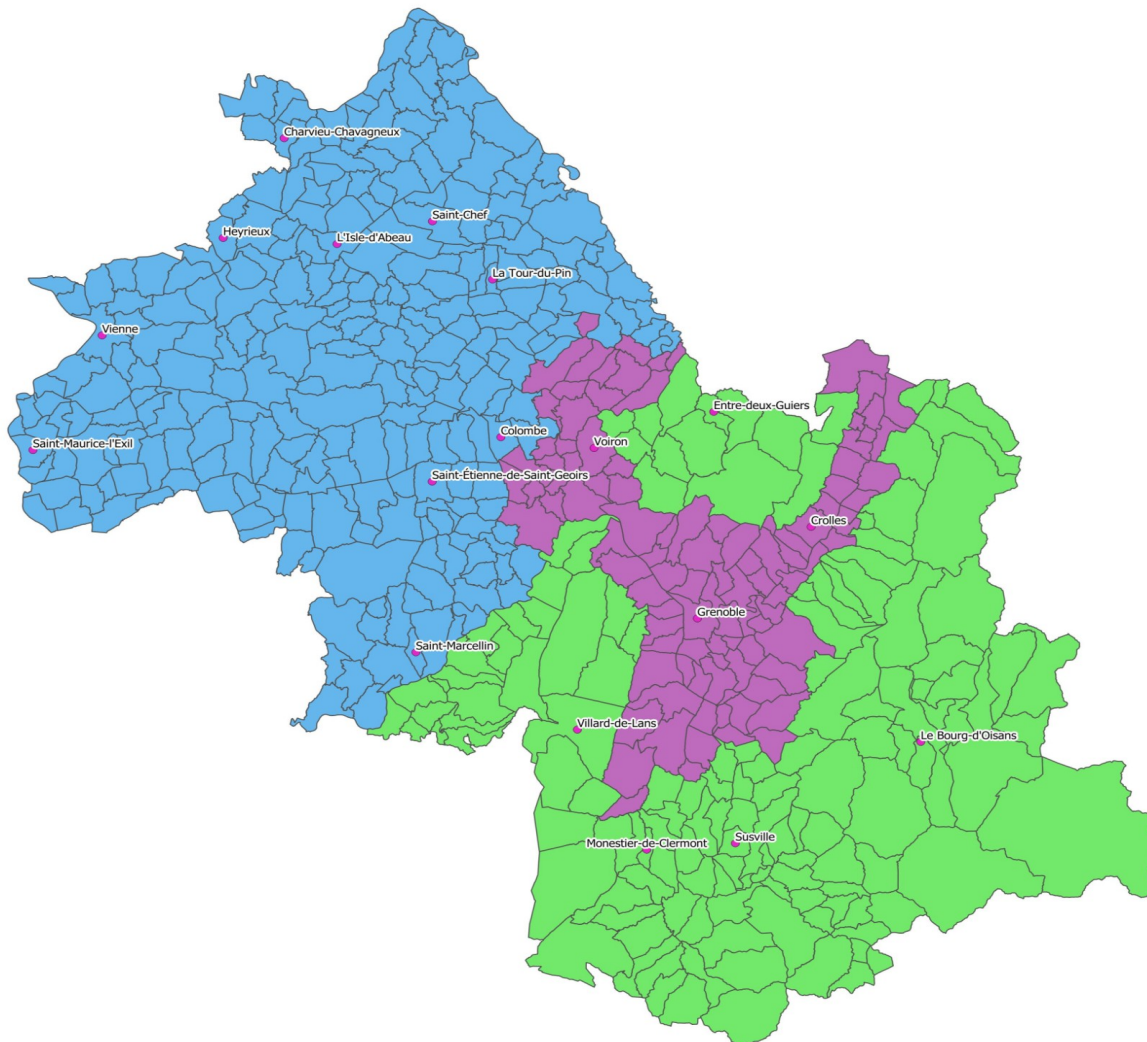 Charvieu-Chavagneux
Saint-Chef
Heyrieux
L'Isle-d'Abeau
La Tour-du-Pin
Vienne
Entre-deux-Guiers
Colombe
Voiron
Saint-Maurice-l'Exil
Saint-Étienne-de-Saint-Geoirs
Crolles
Grenoble
Saint-Marcellin
Villard-de-Lans
Le Bourg-d'Oisans
Monestier-de-Clermont
Susville